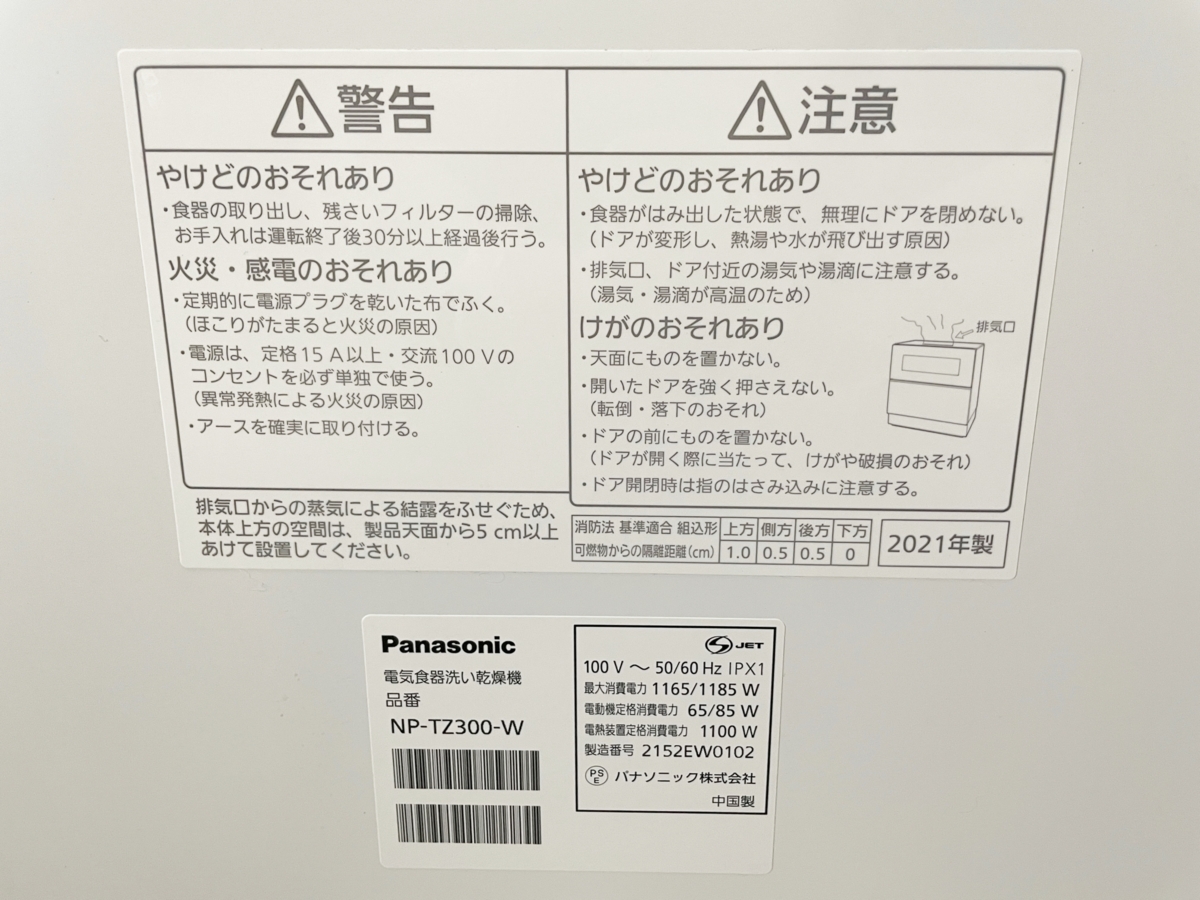 警告
やけどのおそれあり
・食器の取り出し、残さいフィルターの掃除、
お手入れは運転終了後30分以上経過後行う。
火災・感電のおそれあり
・定期的に電源プラグを乾いた布でふく。
(ほこりがたまると火災の原因)
・電源は、定格15 A以上・交流100 Vの
コンセントを必ず単独で使う。
(異常発熱による火災の原因)
・アースを確実に取り付ける。
注意
やけどのおそれあり
・食器がはみ出した状態で、無理にドアを閉めない。
(ドアが変形し、熱湯や水が飛び出す原因)
・排気口、ドア付近の湯気や湯滴に注意する。
(湯気・湯滴が高温のため)
けがのおそれあり
排気口
・天面にものを置かない。
・開いたドアを強く押さえない。
(転倒・落下のおそれ)
・ドアの前にものを置かない。
(ドアが開く際に当たって、けがや破損のおそれ)
・ドア開閉時は指のはさみ込みに注意する。
排気口からの蒸気による結露をふせぐため、
本体上方の空間は、製品天面から5 cm以上
あけて設置してください。
消防法 基準適合 組込形 上方 側方 後方 下方
可燃物からの隔離距離(cm) 1.0 0.5 0.5 0
2021年製
Panasonic
電気食器洗い乾燥機
品番
NP-TZ300-W
JET
100 V ～ 50/60 Hz IPX1
最大消費電力 1165/1185 W
電動機定格消費電力 65/85 W
電熱装置定格消費電力 1100 W
製造番号 2152EW0102
PSE パナソニック株式会社
中国製